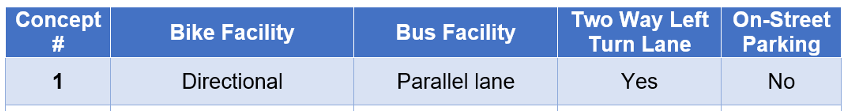 Concept # Bike Facility Bus Facility Two Way Left Turn Lane On-Street Parking
1 Directional Parallel lane Yes No